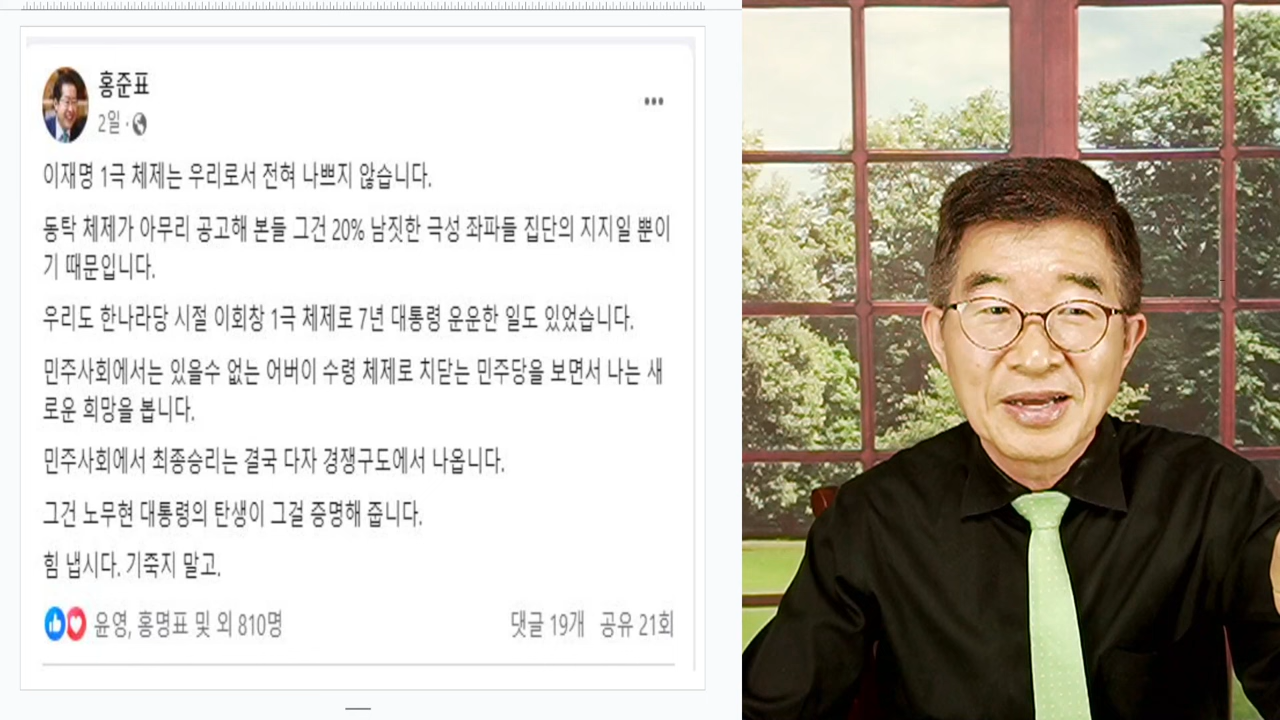 홍준표
2일 ·
이재명 1극 체제는 우리로서 전혀 나쁘지 않습니다.
동탁 체제가 아무리 공고해 본들 그건 20% 남짓한 극성 좌파들 집단의 지지일 뿐이
기 때문입니다.
우리도 한나라당 시절 이회창 1극 체제로 7년 대통령 운운한 일도 있었습니다.
민주사회에서는 있을수 없는 어버이 수령 체제로 치닫는 민주당을 보면서 나는 새
로운 희망을 봅니다.
민주사회에서 최종승리는 결국 다자 경쟁구도에서 나옵니다.
그건 노무현 대통령의 탄생이 그걸 증명해 줍니다.
힘 냅시다. 기죽지 말고.
윤영, 홍명표 및 외 810명
댓글 19개 공유 21회